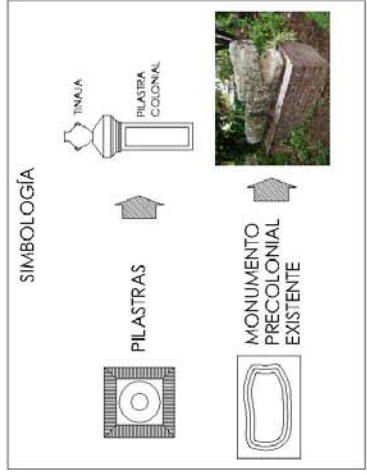 SIMBOLOGÍA
PILASTRAS
TINAJA
PILASTRA
COLONIAL
MONUMENTO
PRECOLONIAL
EXISTENTE